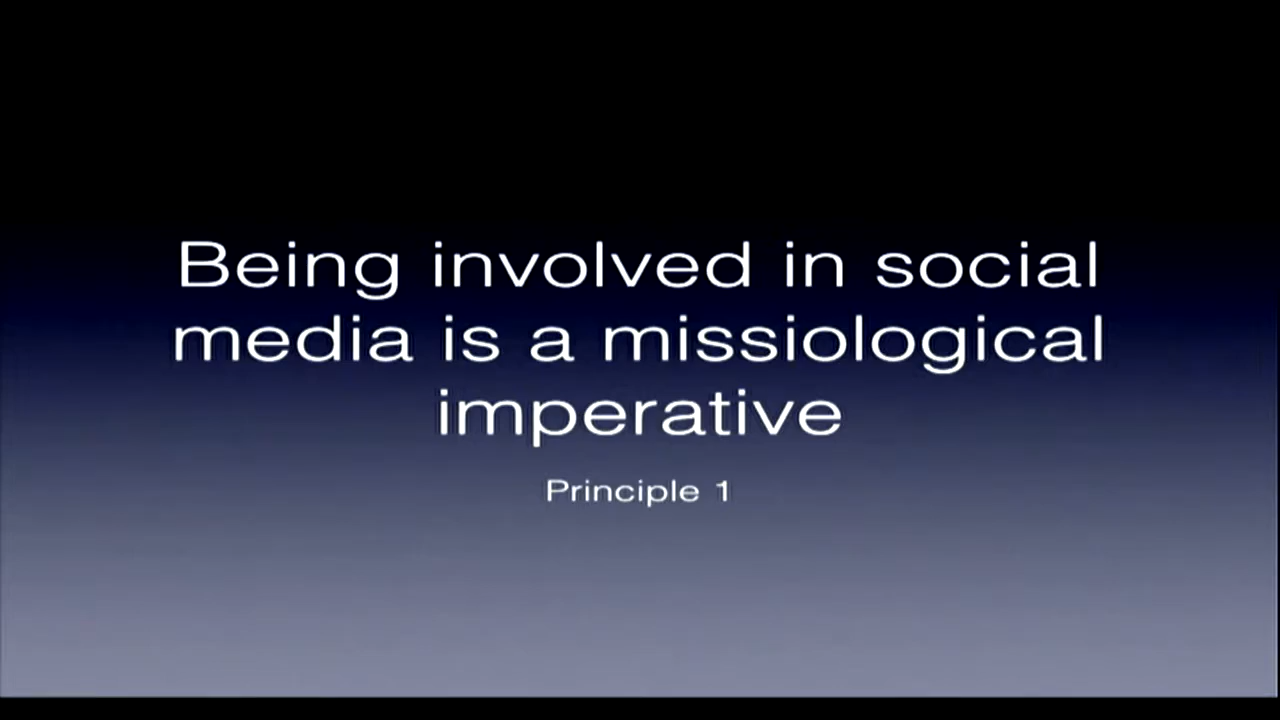 Being involved in social
media is a missiological
imperative
Principle 1